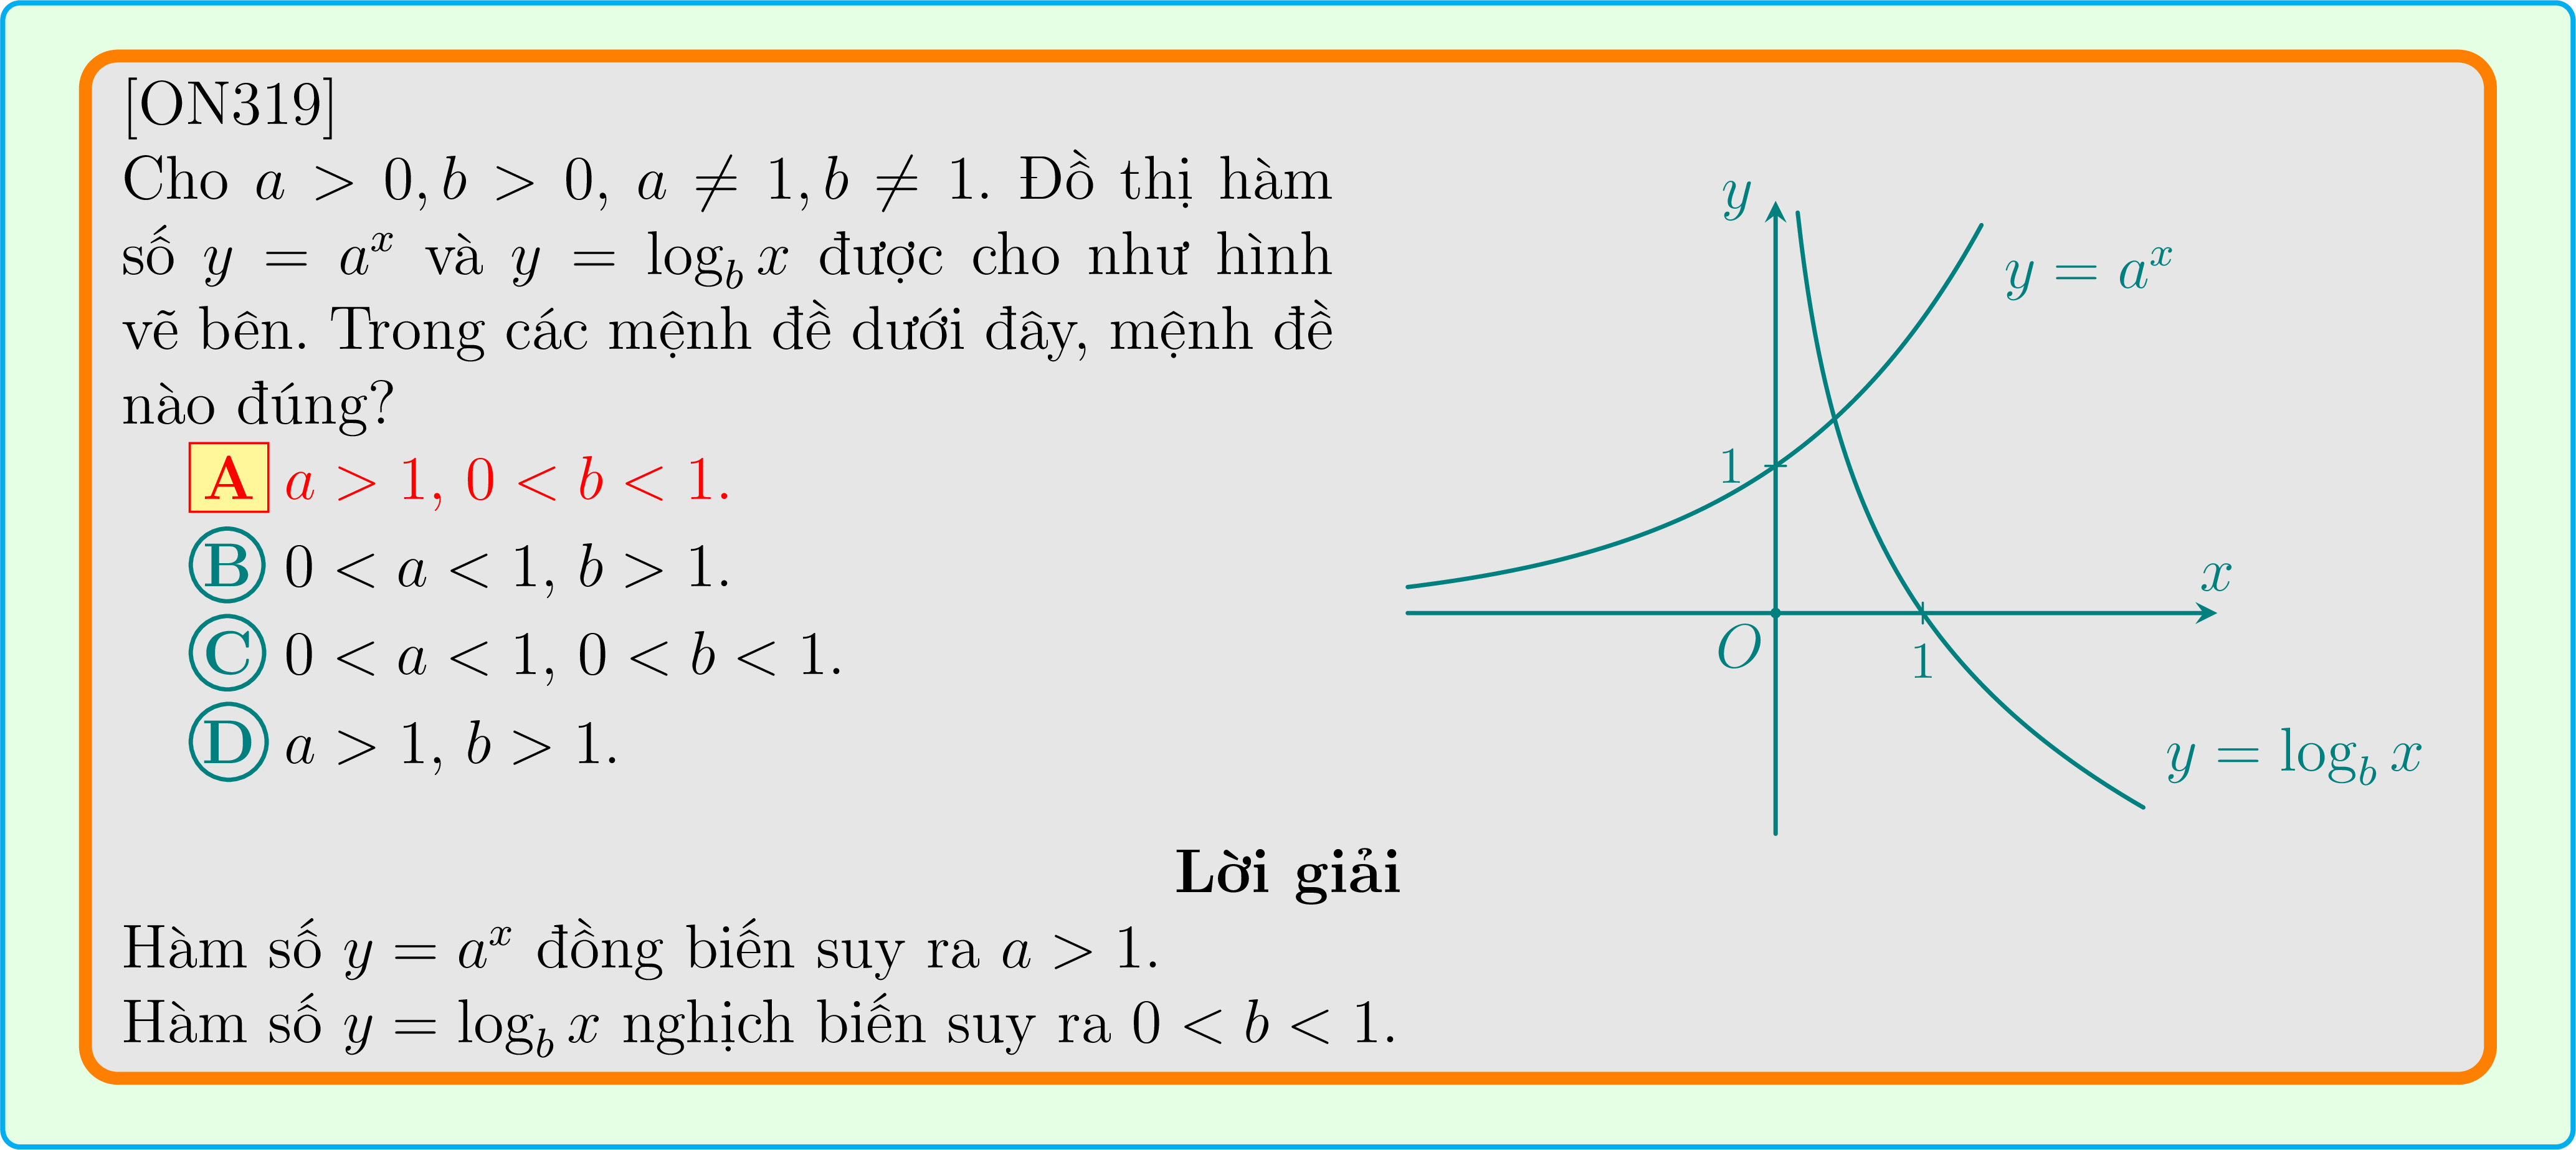 [ON319]
Cho a > 0, b > 0, a ≠ 1, b ≠ 1. Đồ thị hàm
số y = aˣ và y = log_b x được cho như hình
vẽ bên. Trong các mệnh đề dưới đây, mệnh đề
nào đúng?
A a > 1, 0 < b < 1.
B 0 < a < 1, b > 1.
C 0 < a < 1, 0 < b < 1.
D a > 1, b > 1.
y
y = aˣ
1
x
O
1
y = log_b x
Lời giải
Hàm số y = aˣ đồng biến suy ra a > 1.
Hàm số y = log_b x nghịch biến suy ra 0 < b < 1.